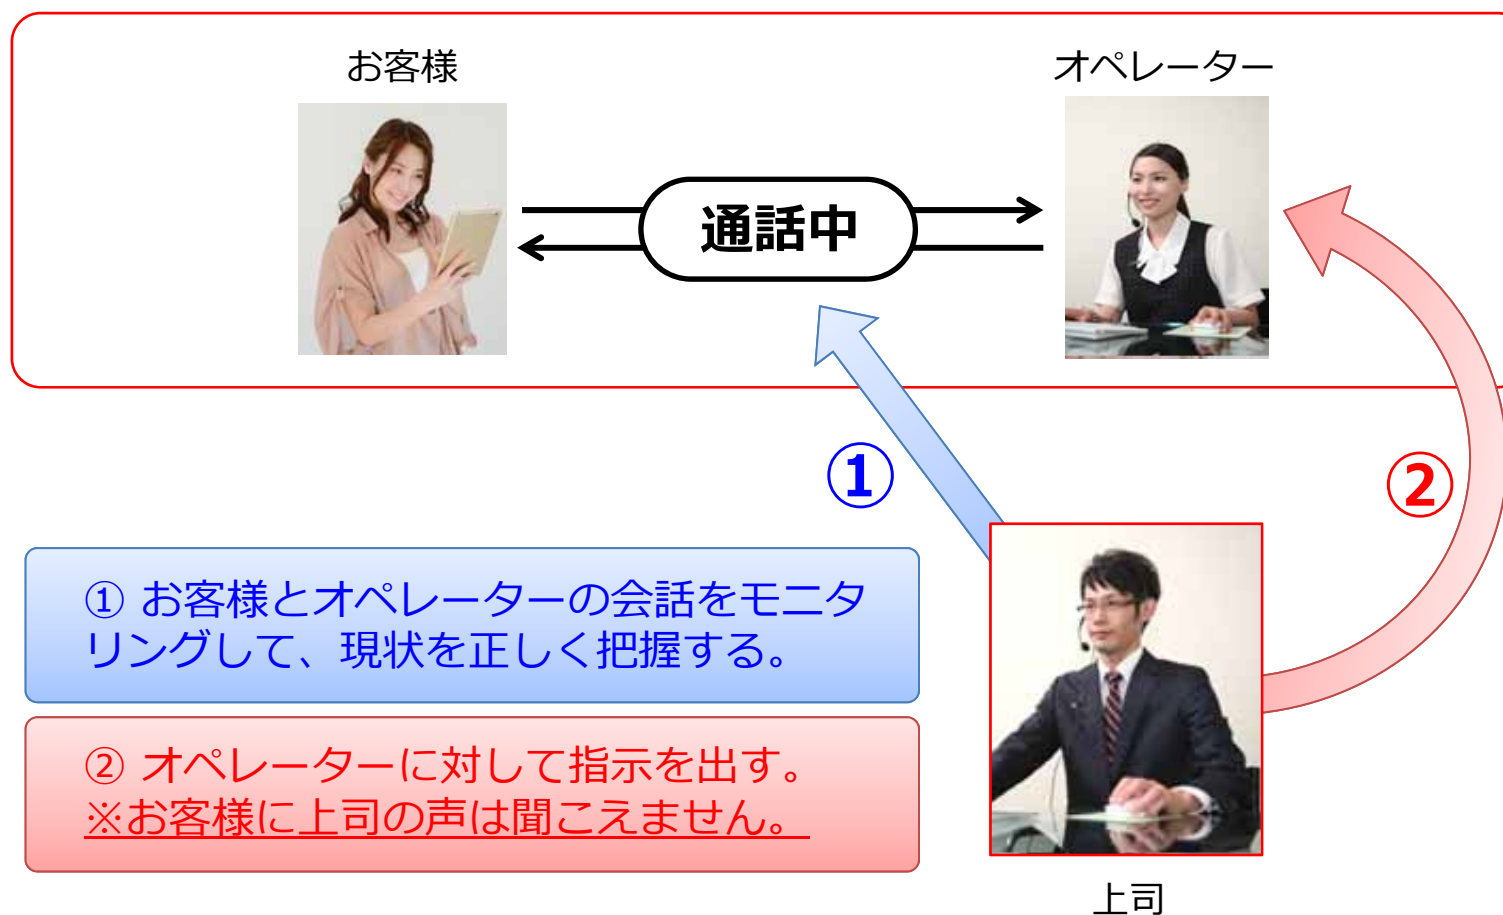 お客様
オペレーター
通話中
①
②
① お客様とオペレーターの会話をモニタ
リングして、現状を正しく把握する。
② オペレーターに対して指示を出す。
※お客様に上司の声は聞こえません。
上司